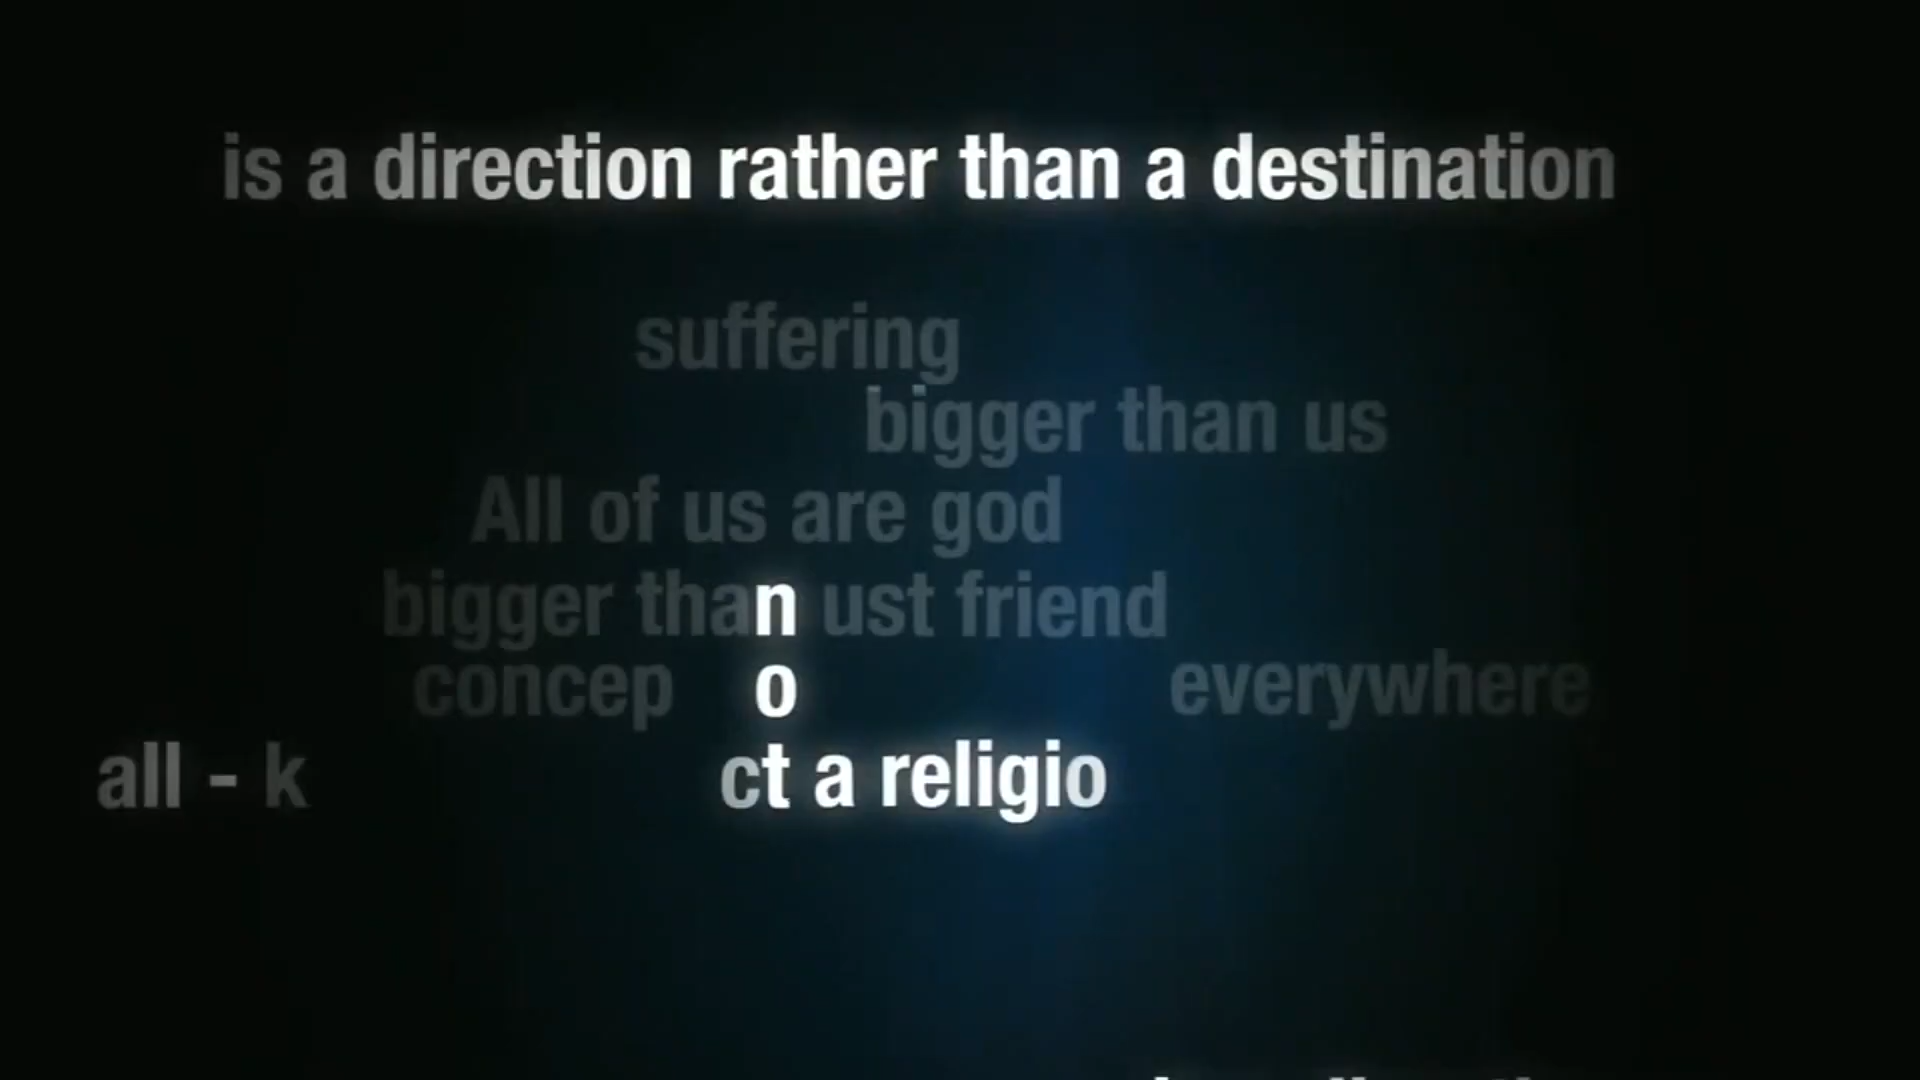 is a direction rather than a destination
suffering
bigger than us
All of us are god
bigger than ust friend
concep o everywhere
all - k ct a religio